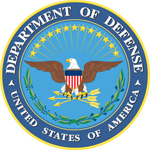 DEPARTMENT OF DEFENSE
UNITED STATES OF AMERICA